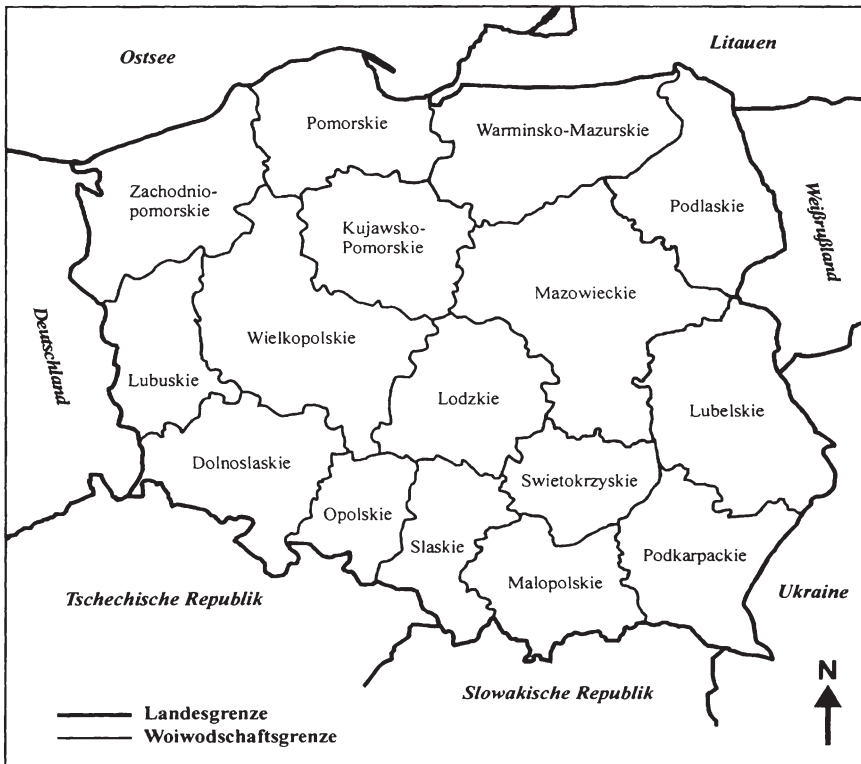 Ostsee
Litauen
Pomorskie
Warminsko-Mazurskie
Zachodnio-
pomorskie
Podlaskie
Weißrußland
Kujawsko-
Pomorskie
Mazowieckie
Deutschland
Wielkopolskie
Lubuskie
Lodzkie
Lubelskie
Dolnoslaskie
Swietokrzyskie
Opolskie
Slaskie
Podkarpackie
Malopolskie
Tschechische Republik
Ukraine
Slowakische Republik
N
Landesgrenze
Woiwodschaftsgrenze